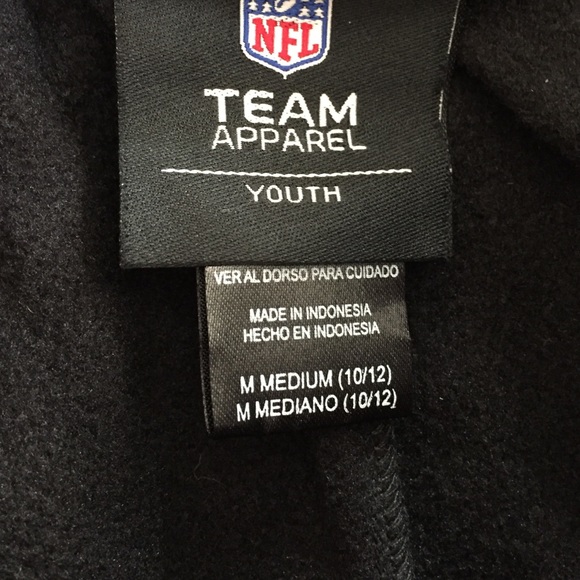 NFL
TEAM
APPAREL
YOUTH
VER AL DORSO PARA CUIDADO
MADE IN INDONESIA
HECHO EN INDONESIA
M MEDIUM (10/12)
M MEDIANO (10/12)